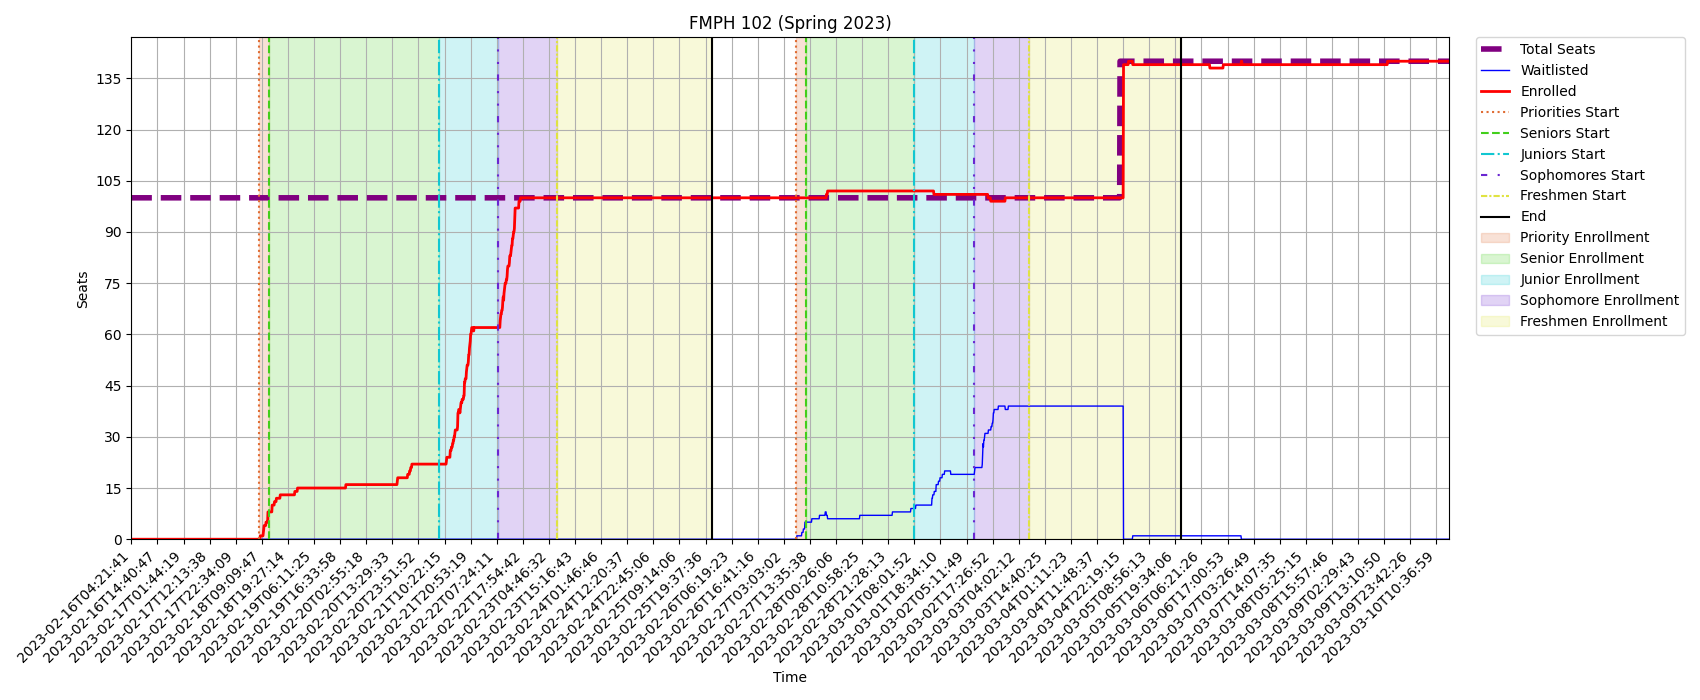 FMPH 102 (Spring 2023)
Seats
135
120
105
90
75
60
45
30
15
0
2023-02-16T04:21:41
2023-02-16T14:40:47
2023-02-17T01:44:19
2023-02-17T12:13:38
2023-02-17T22:34:09
2023-02-18T09:09:47
2023-02-18T19:27:14
2023-02-19T06:11:25
2023-02-19T16:33:58
2023-02-20T02:55:18
2023-02-20T13:29:33
2023-02-20T23:51:52
2023-02-21T10:22:15
2023-02-21T20:53:19
2023-02-22T07:24:11
2023-02-22T17:54:42
2023-02-23T04:46:32
2023-02-23T15:16:43
2023-02-24T01:46:46
2023-02-24T12:20:37
2023-02-24T22:45:06
2023-02-25T09:14:06
2023-02-25T19:37:36
2023-02-26T06:19:23
2023-02-26T16:41:16
2023-02-27T03:03:02
2023-02-27T13:35:38
2023-02-28T00:26:06
2023-02-28T10:58:25
2023-02-28T21:28:13
2023-03-01T08:01:52
2023-03-01T18:34:10
2023-03-02T05:11:49
2023-03-02T17:26:52
2023-03-03T04:02:12
2023-03-03T14:40:25
2023-03-04T01:11:23
2023-03-04T11:48:37
2023-03-04T22:19:15
2023-03-05T08:56:13
2023-03-05T19:34:06
2023-03-06T06:21:26
2023-03-06T17:00:53
2023-03-07T03:26:49
2023-03-07T14:07:35
2023-03-08T05:25:15
2023-03-08T15:57:46
2023-03-09T02:29:43
2023-03-09T13:10:50
2023-03-09T23:42:26
2023-03-10T10:36:59
Time
Total Seats
Waitlisted
Enrolled
Priorities Start
Seniors Start
Juniors Start
Sophomores Start
Freshmen Start
End
Priority Enrollment
Senior Enrollment
Junior Enrollment
Sophomore Enrollment
Freshmen Enrollment